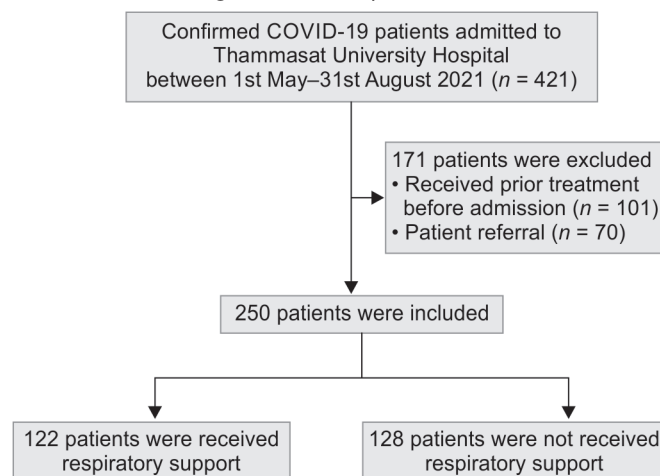 Confirmed COVID-19 patients admitted to
Thammasat University Hospital
between 1st May–31st August 2021 (n = 421)
171 patients were excluded
• Received prior treatment
before admission (n = 101)
• Patient referral (n = 70)
250 patients were included
122 patients were received
respiratory support
128 patients were not received
respiratory support